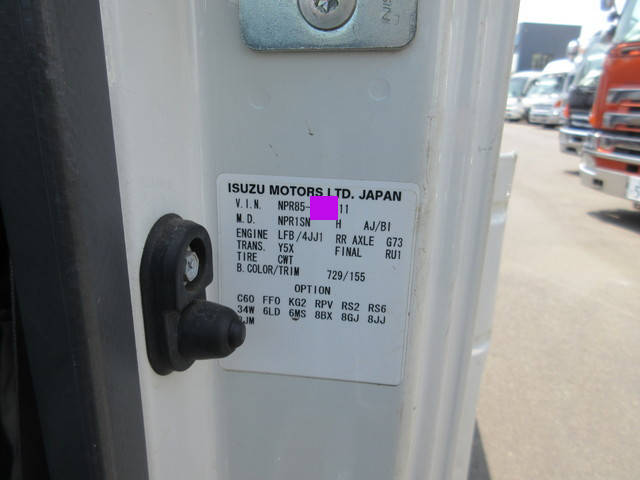 ISUZU MOTORS LTD. JAPAN
V.I.N. NPR85- 11
M.D. NPR1SN H AJ/BI
ENGINE LFB/4JJ1 RR AXLE G73
TRANS. Y5X FINAL RU1
TIRE CWT
B.COLOR/TRIM 729/155
OPTION
C60 FF0 KG2 RPV RS2 RS6
34W 6LD 6MS 8BX 8GJ 8JJ